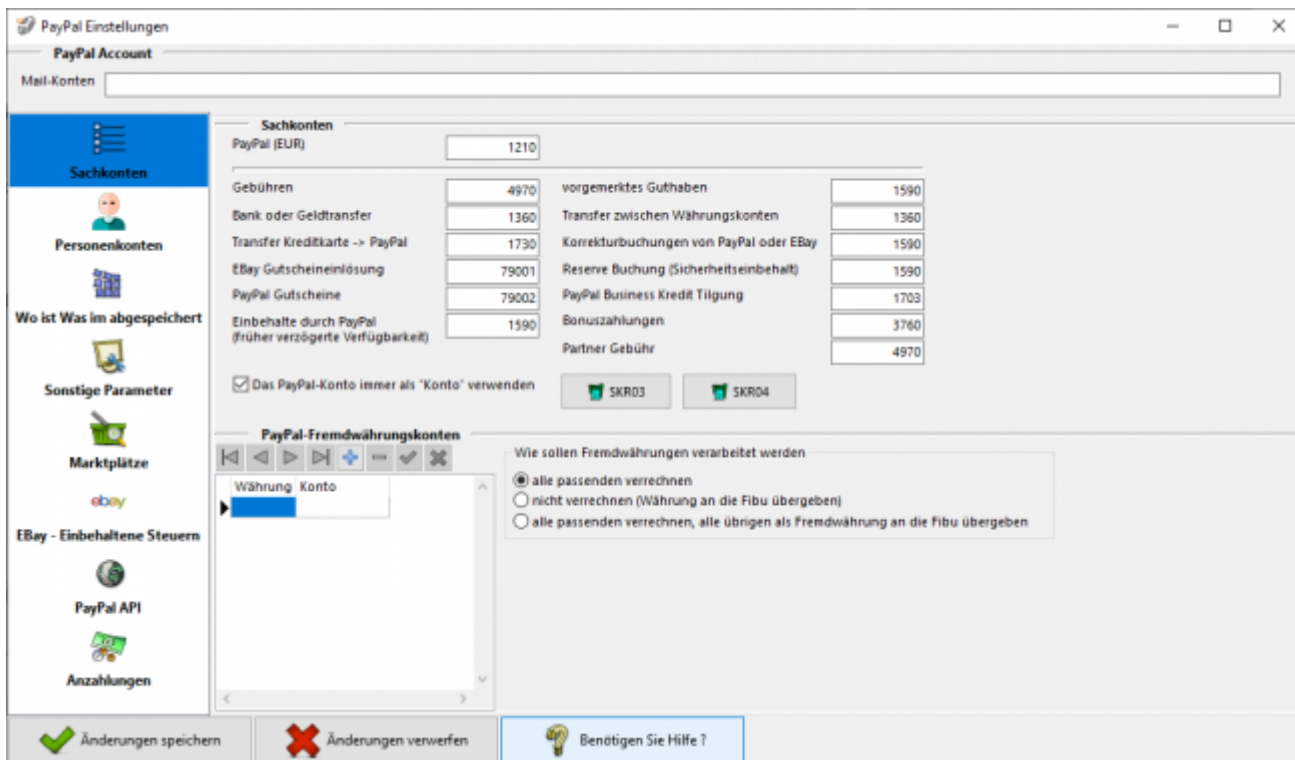 PayPal Einstellungen
PayPal Account
Mail-Konten
Sachkonten
Personenkonten
Wo ist Was im abgespeichert
Sonstige Parameter
Marktplätze
ebay
EBay - Einbehaltene Steuern
PayPal API
Anzahlungen
Sachkonten
PayPal (EUR) 1210
Gebühren 4970 vorgemerktes Guthaben 1590
Bank oder Geldtransfer 1360 Transfer zwischen Währungskonten 1360
Transfer Kreditkarte -> PayPal 1730 Korrekturbuchungen von PayPal oder EBay 1590
EBay Gutscheineinlösung 79001 Reserve Buchung (Sicherheitseinbehalt) 1590
PayPal Gutscheine 79002 PayPal Business Kredit Tilgung 1703
Einbehalte durch PayPal 1590 Bonuszahlungen 3760
(früher verzögerte Verfügbarkeit)
Partner Gebühr 4970
Das PayPal-Konto immer als "Konto" verwenden SKR03 SKR04
PayPal-Fremdwährungskonten
Währung Konto
Wie sollen Fremdwährungen verarbeitet werden
alle passenden verrechnen
nicht verrechnen (Währung an die Fibu übergeben)
alle passenden verrechnen, alle übrigen als Fremdwährung an die Fibu übergeben
Änderungen speichern Änderungen verwerfen Benötigen Sie Hilfe ?